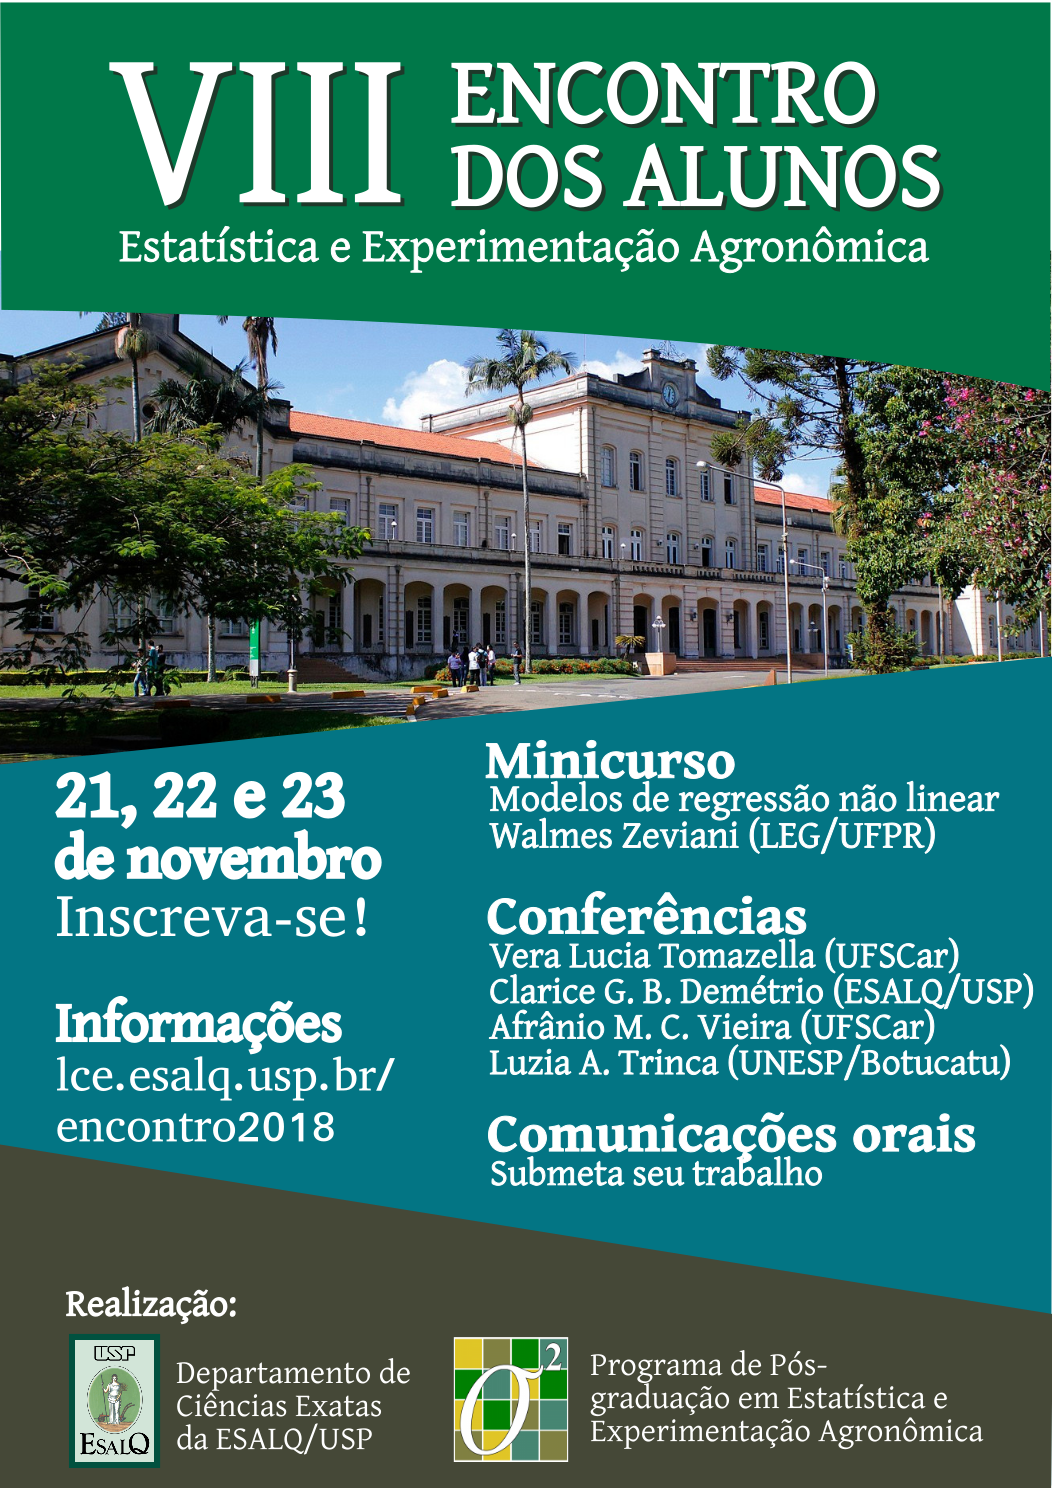 VIII
ENCONTRO
DOS ALUNOS
Estatística e Experimentação Agronômica
21, 22 e 23
de novembro
Inscreva-se!
Informações
lce.esalq.usp.br/
encontro2018
Minicurso
Modelos de regressão não linear
Walmes Zeviani (LEG/UFPR)
Conferências
Vera Lucia Tomazella (UFSCar)
Clarice G. B. Demétrio (ESALQ/USP)
Afrânio M. C. Vieira (UFSCar)
Luzia A. Trinca (UNESP/Botucatu)
Comunicações orais
Submeta seu trabalho
Realização:
USP
ESALQ
Departamento de
Ciências Exatas
da ESALQ/USP
σ²
Programa de Pós-
graduação em Estatística e
Experimentação Agronômica